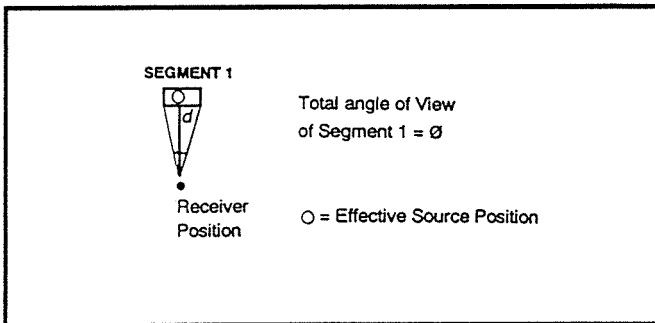 SEGMENT 1
d
Total angle of View
of Segment 1 = Ø
Receiver
Position
O = Effective Source Position